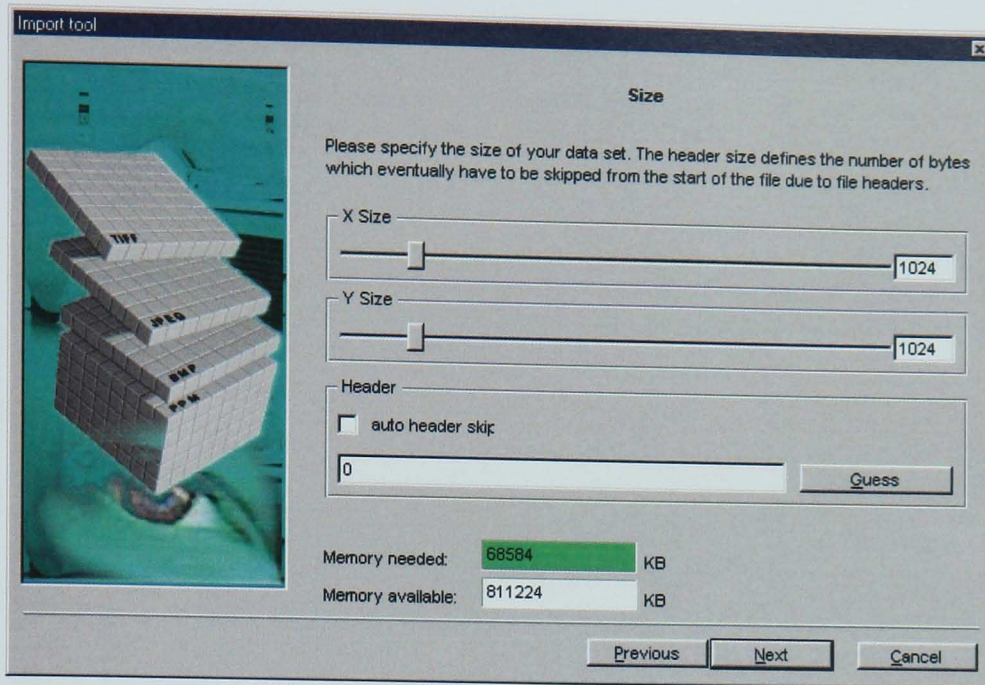 Import tool
Size
Please specify the size of your data set. The header size defines the number of bytes
which eventually have to be skipped from the start of the file due to file headers.
X Size
1024
Y Size
1024
Header
auto header skip
0
Guess
Memory needed: 68584 KB
Memory available: 811224 KB
Previous Next Cancel
TIFF
JPEG
BMP
PPM